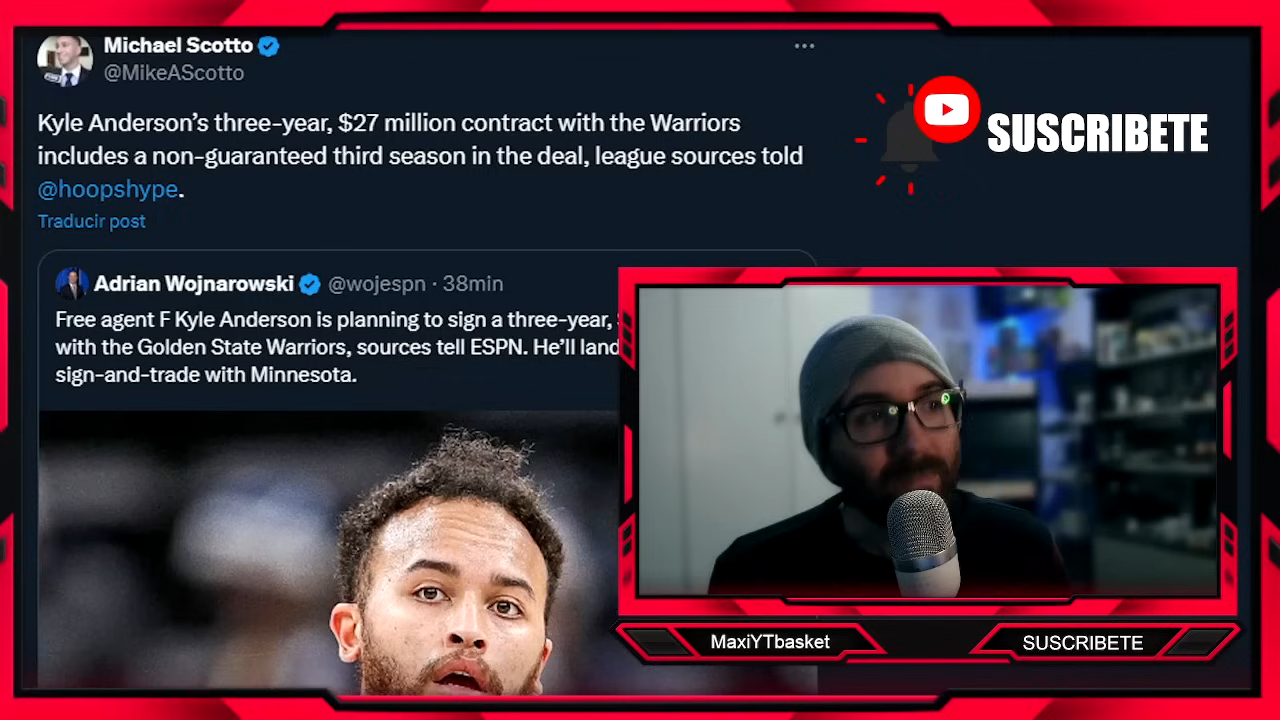 Michael Scotto
@MikeAScotto
Kyle Anderson's three-year, $27 million contract with the Warriors
includes a non-guaranteed third season in the deal, league sources told
@hoopshype.
Traducir post
Adrian Wojnarowski @wojespn · 38min
Free agent F Kyle Anderson is planning to sign a three-year,
with the Golden State Warriors, sources tell ESPN. He'll land
sign-and-trade with Minnesota.
SUSCRIBETE
MaxiYTbasket
SUSCRIBETE